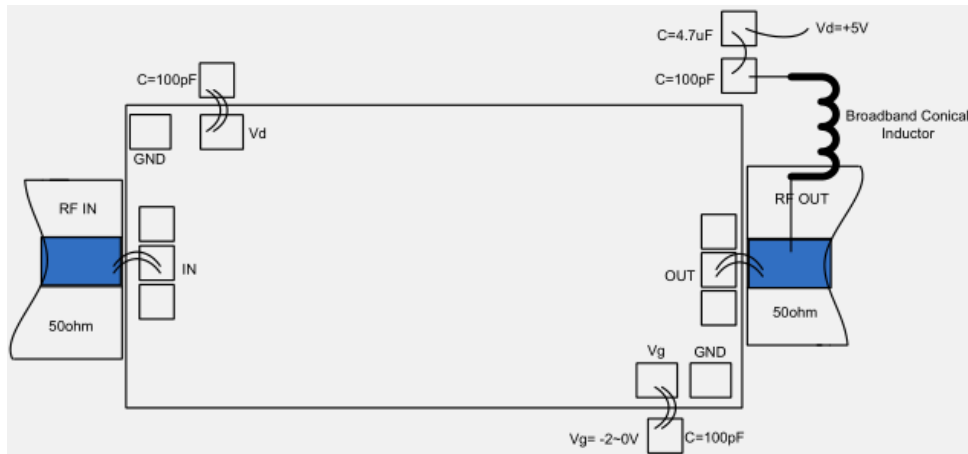 C=4.7uF
Vd=+5V
C=100pF
C=100pF
Broadband Conical
Inductor
Vd
GND
RF IN
RF OUT
IN
OUT
50ohm
50ohm
Vg
GND
Vg= -2~0V
C=100pF